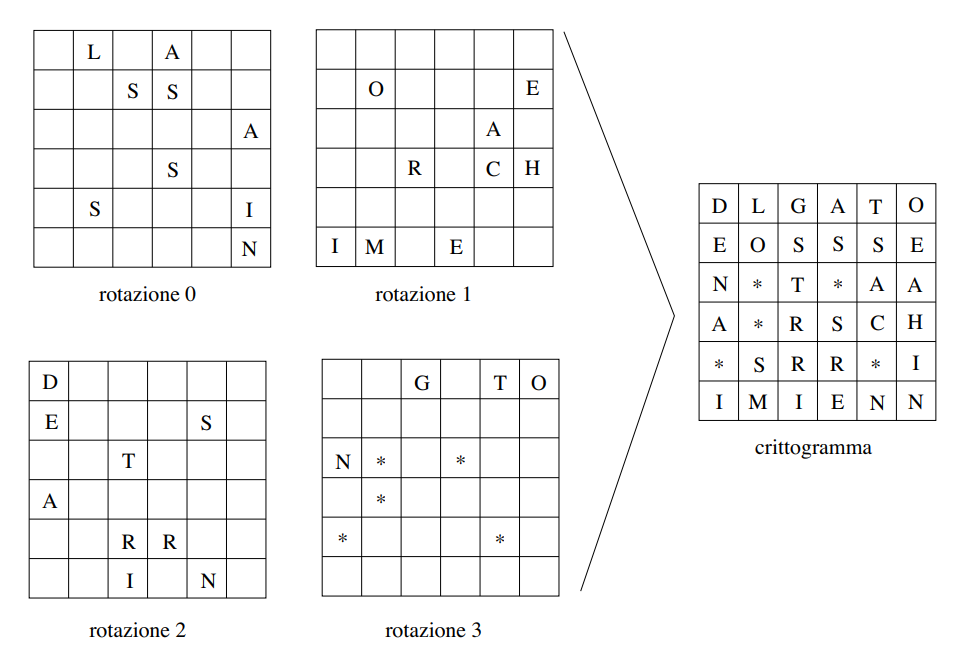 L A
S S
A
S
S I
N
rotazione 0
O E
A
R C H
I M E
rotazione 1
D
E S
T
A
R R
I N
rotazione 2
G T O
N * *
*
* *
rotazione 3
D L G A T O
E O S S S E
N * T * A A
A * R S C H
* S R R * I
I M I E N N
crittogramma